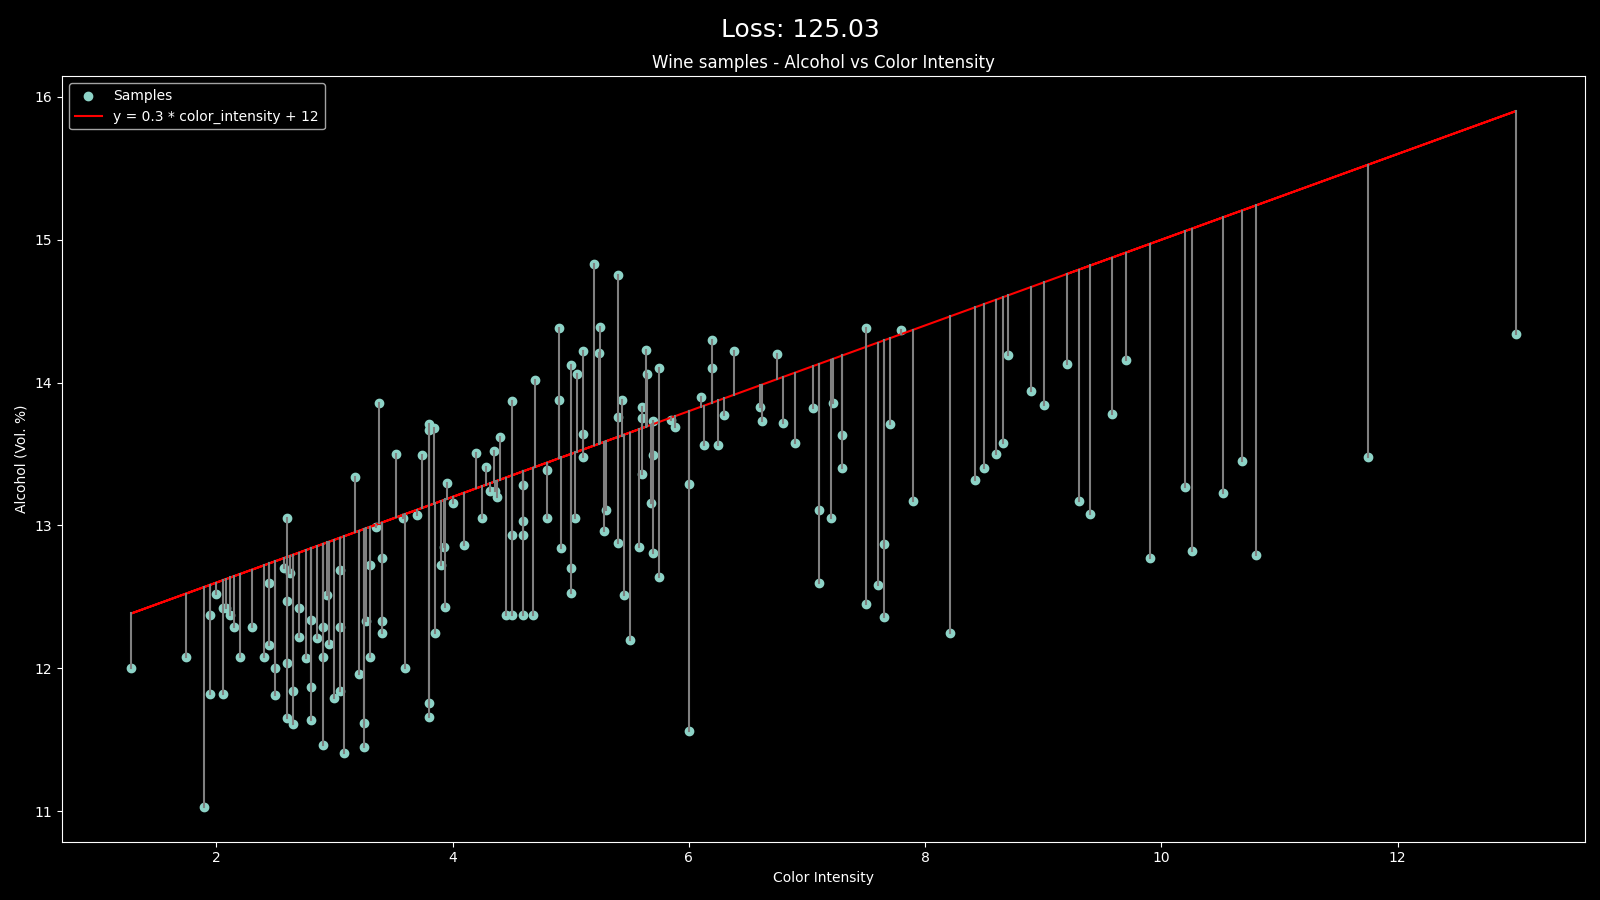 Loss: 125.03
Wine samples - Alcohol vs Color Intensity
Samples
y = 0.3 * color_intensity + 12
16
15
14
13
12
11
Alcohol (Vol. %)
2 4 6 8 10 12
Color Intensity